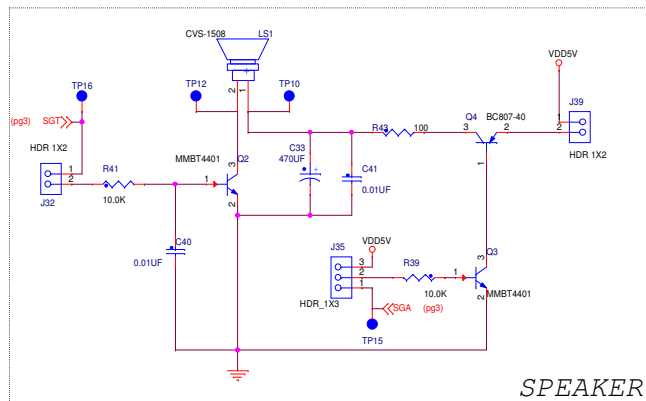 CVS-1508 LS1
VDD5V
TP16
TP12 TP10
2 1
(pg3) SGT
Q4 BC807-40
J39
R43 100 3 2
1
2
HDR 1X2
HDR 1X2
1
2
R41
MMBT4401
3
Q2
C33
470UF
+
C41
0.01UF
1
J32
10.0K
1
2
C40
0.01UF
J35
VDD5V
3
2
1
R39
10.0K
1
3
Q3
MMBT4401
2
HDR_1X3
SGA (pg3)
TP15
SPEAKER